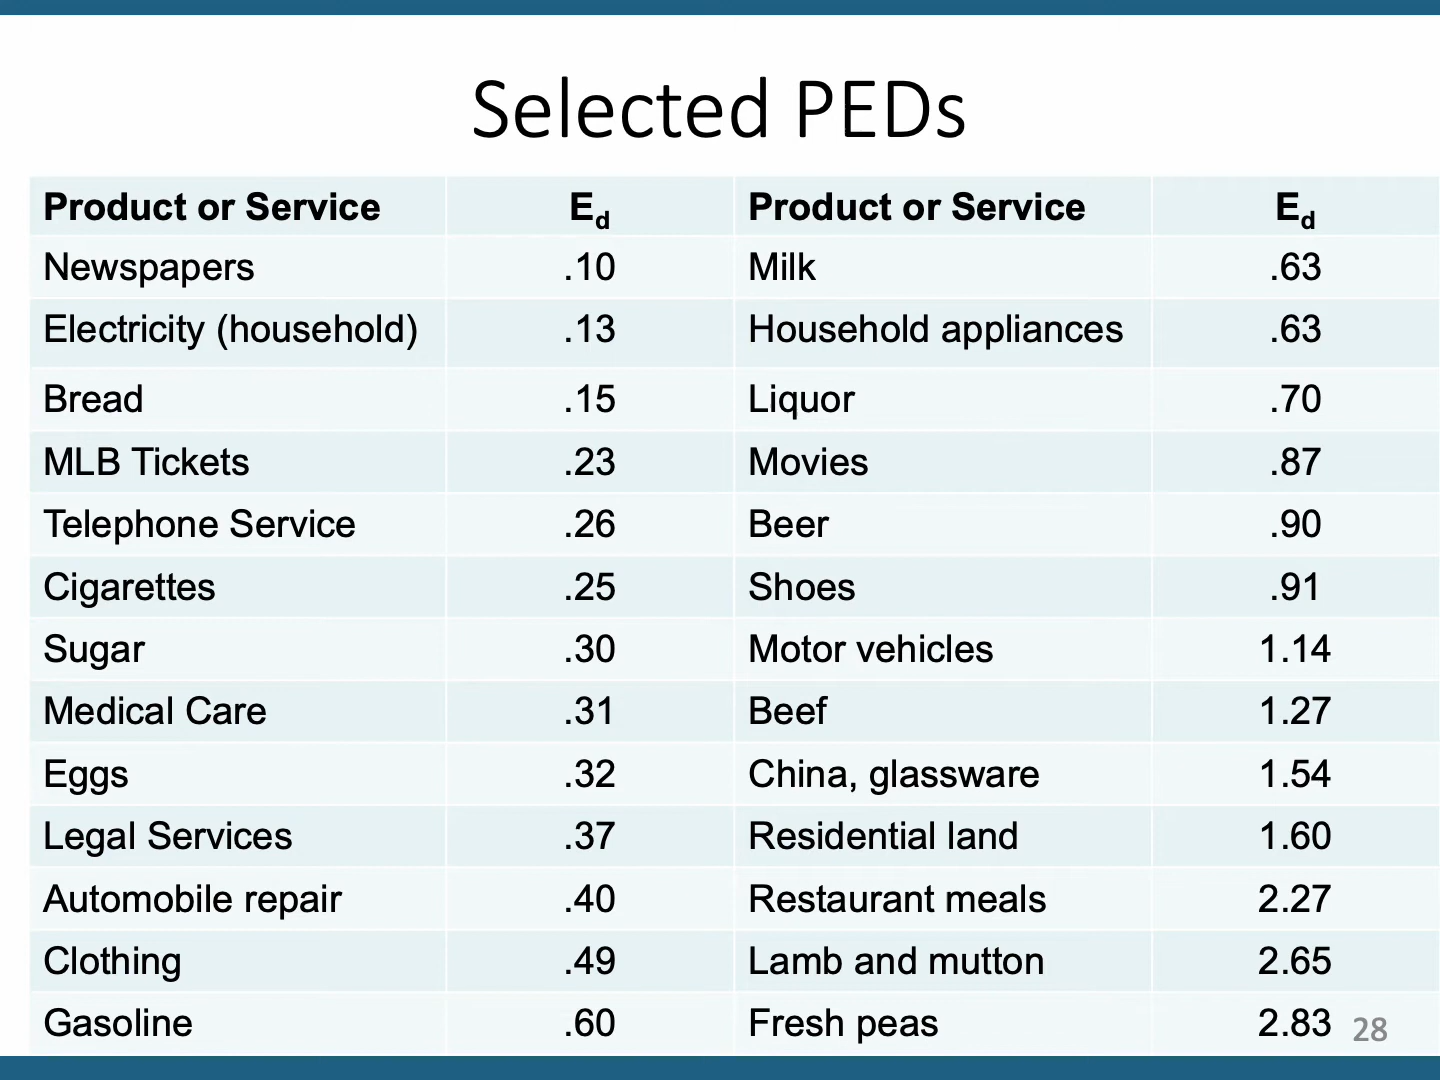 Selected PEDs
Product or Service Ed Product or Service Ed
Newspapers .10 Milk .63
Electricity (household) .13 Household appliances .63
Bread .15 Liquor .70
MLB Tickets .23 Movies .87
Telephone Service .26 Beer .90
Cigarettes .25 Shoes .91
Sugar .30 Motor vehicles 1.14
Medical Care .31 Beef 1.27
Eggs .32 China, glassware 1.54
Legal Services .37 Residential land 1.60
Automobile repair .40 Restaurant meals 2.27
Clothing .49 Lamb and mutton 2.65
Gasoline .60 Fresh peas 2.83
28